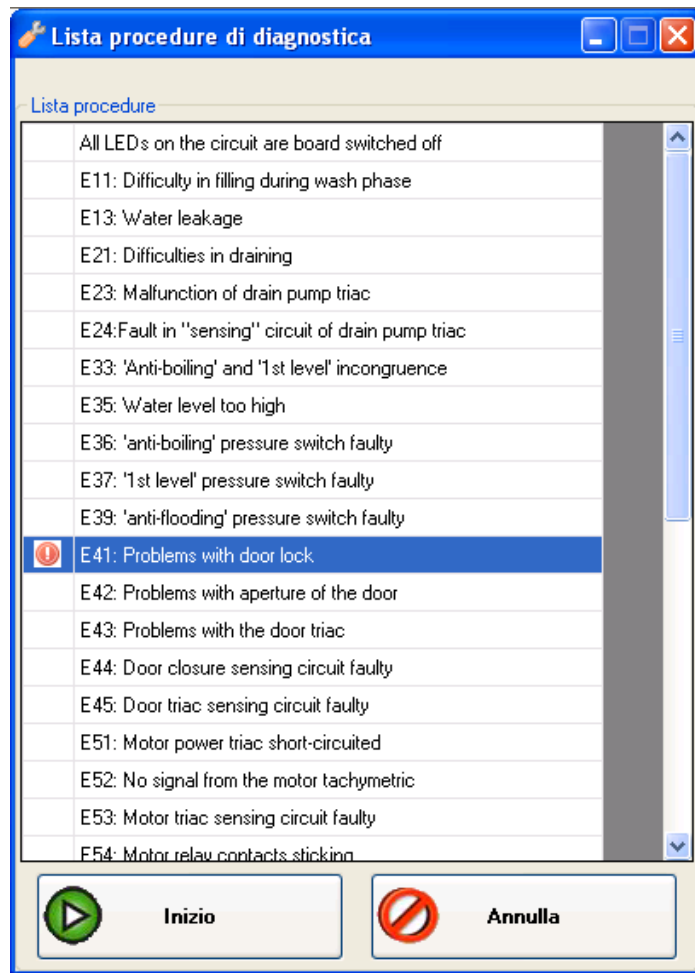 Lista procedure di diagnostica
Lista procedure
All LEDs on the circuit are board switched off
E11: Difficulty in filling during wash phase
E13: Water leakage
E21: Difficulties in draining
E23: Malfunction of drain pump triac
E24:Fault in "sensing" circuit of drain pump triac
E33: 'Anti-boiling' and '1st level' incongruence
E35: Water level too high
E36: 'anti-boiling' pressure switch faulty
E37: '1st level' pressure switch faulty
E39: 'anti-flooding' pressure switch faulty
E41: Problems with door lock
E42: Problems with aperture of the door
E43: Problems with the door triac
E44: Door closure sensing circuit faulty
E45: Door triac sensing circuit faulty
E51: Motor power triac short-circuited
E52: No signal from the motor tachymetric
E53: Motor triac sensing circuit faulty
E54: Motor relay contacts sticking
Inizio
Annulla